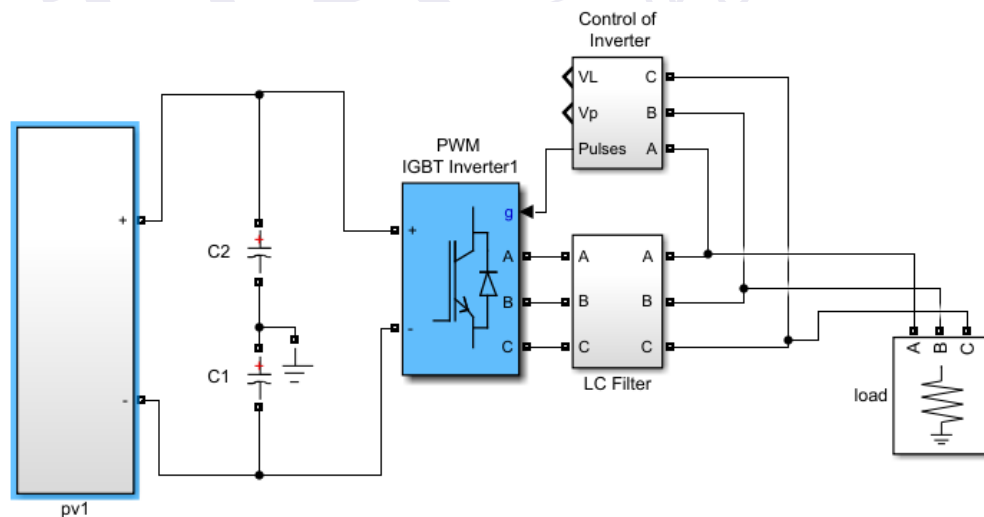 Control of
Inverter
VL
C
Vp
B
Pulses
A
PWM
IGBT Inverter1
g
+
A
B
-
C
A
A
B
B
C
C
LC Filter
+
-
pv1
+
C2
+
C1
A
B
C
load